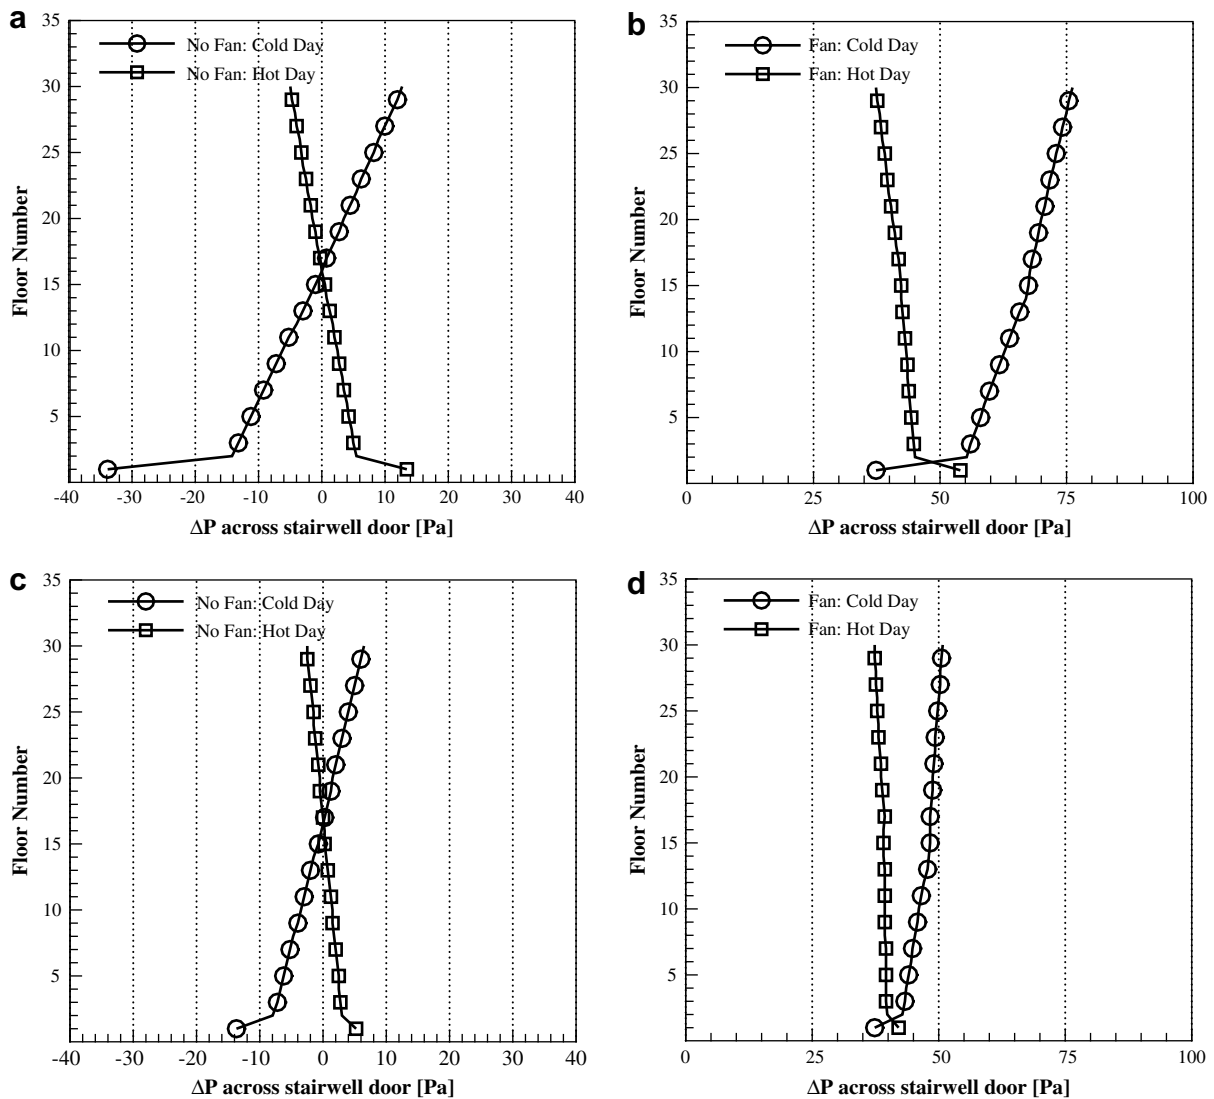 a
No Fan: Cold Day
No Fan: Hot Day
35
30
25
20
15
10
5
Floor Number
-40 -30 -20 -10 0 10 20 30 40
ΔP across stairwell door [Pa]
b
Fan: Cold Day
Fan: Hot Day
35
30
25
20
15
10
5
Floor Number
0 25 50 75 100
ΔP across stairwell door [Pa]
c
No Fan: Cold Day
No Fan: Hot Day
35
30
25
20
15
10
5
Floor Number
-40 -30 -20 -10 0 10 20 30 40
ΔP across stairwell door [Pa]
d
Fan: Cold Day
Fan: Hot Day
35
30
25
20
15
10
5
Floor Number
0 25 50 75 100
ΔP across stairwell door [Pa]